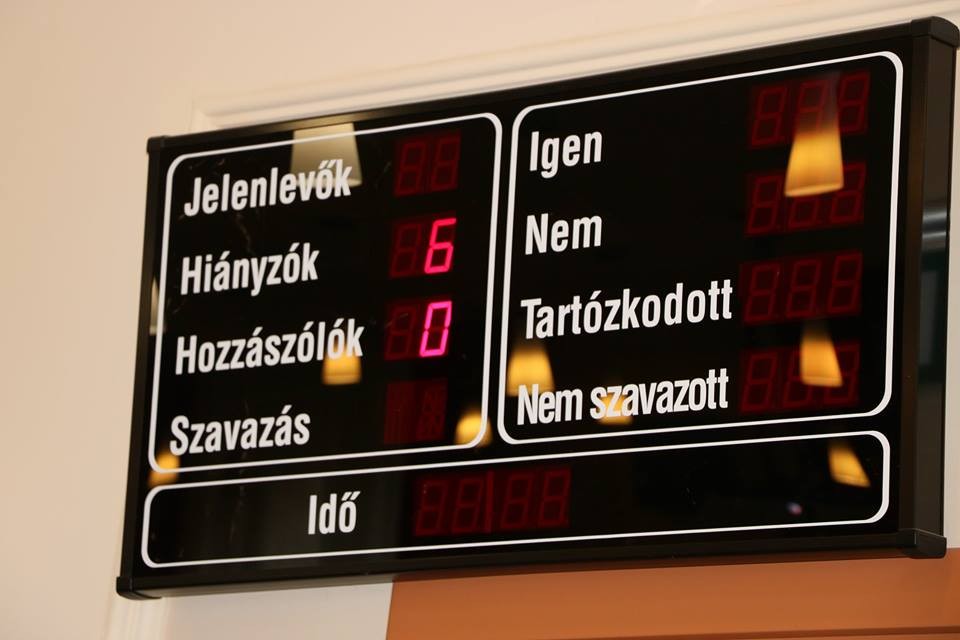 Jelenlevők
Hiányzók 6
Hozzászólók 0
Szavazás
Igen
Nem
Tartózkodott
Nem szavazott
Idő